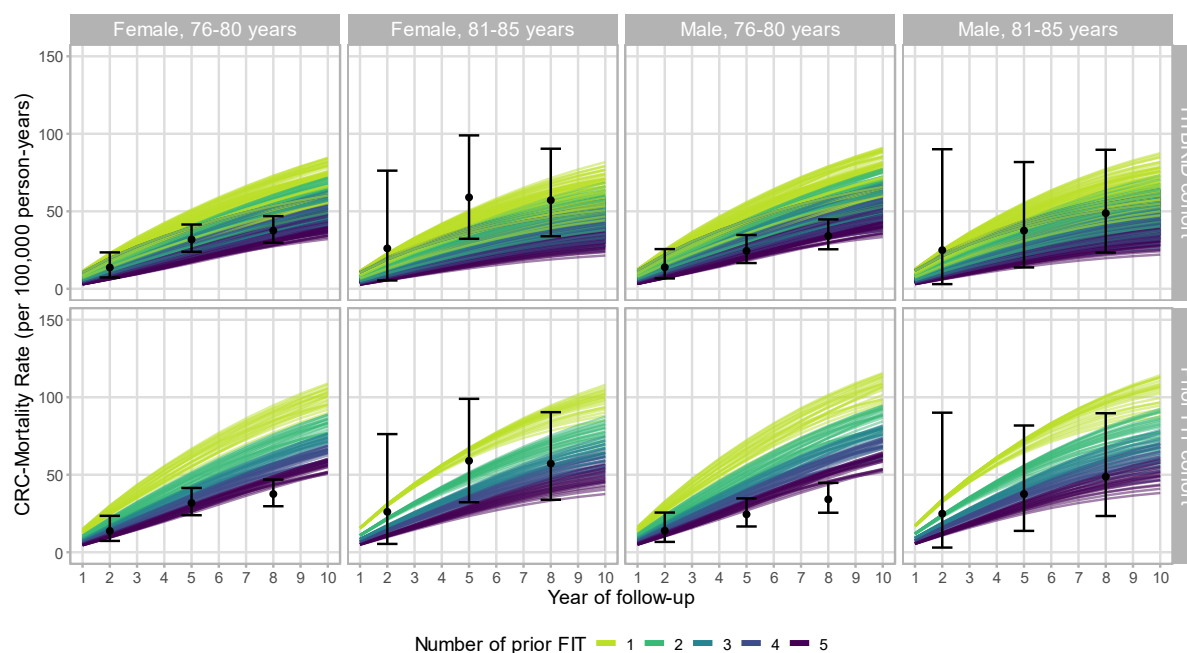 Female, 76-80 years
Female, 81-85 years
Male, 76-80 years
Male, 81-85 years
CRC-Mortality Rate (per 100,000 person-years)
150
100
50
0
cohort
150
100
50
0
cohort
1 2 3 4 5 6 7 8 9 10
1 2 3 4 5 6 7 8 9 10
1 2 3 4 5 6 7 8 9 10
1 2 3 4 5 6 7 8 9 10
Year of follow-up
Number of prior FIT 1 2 3 4 5